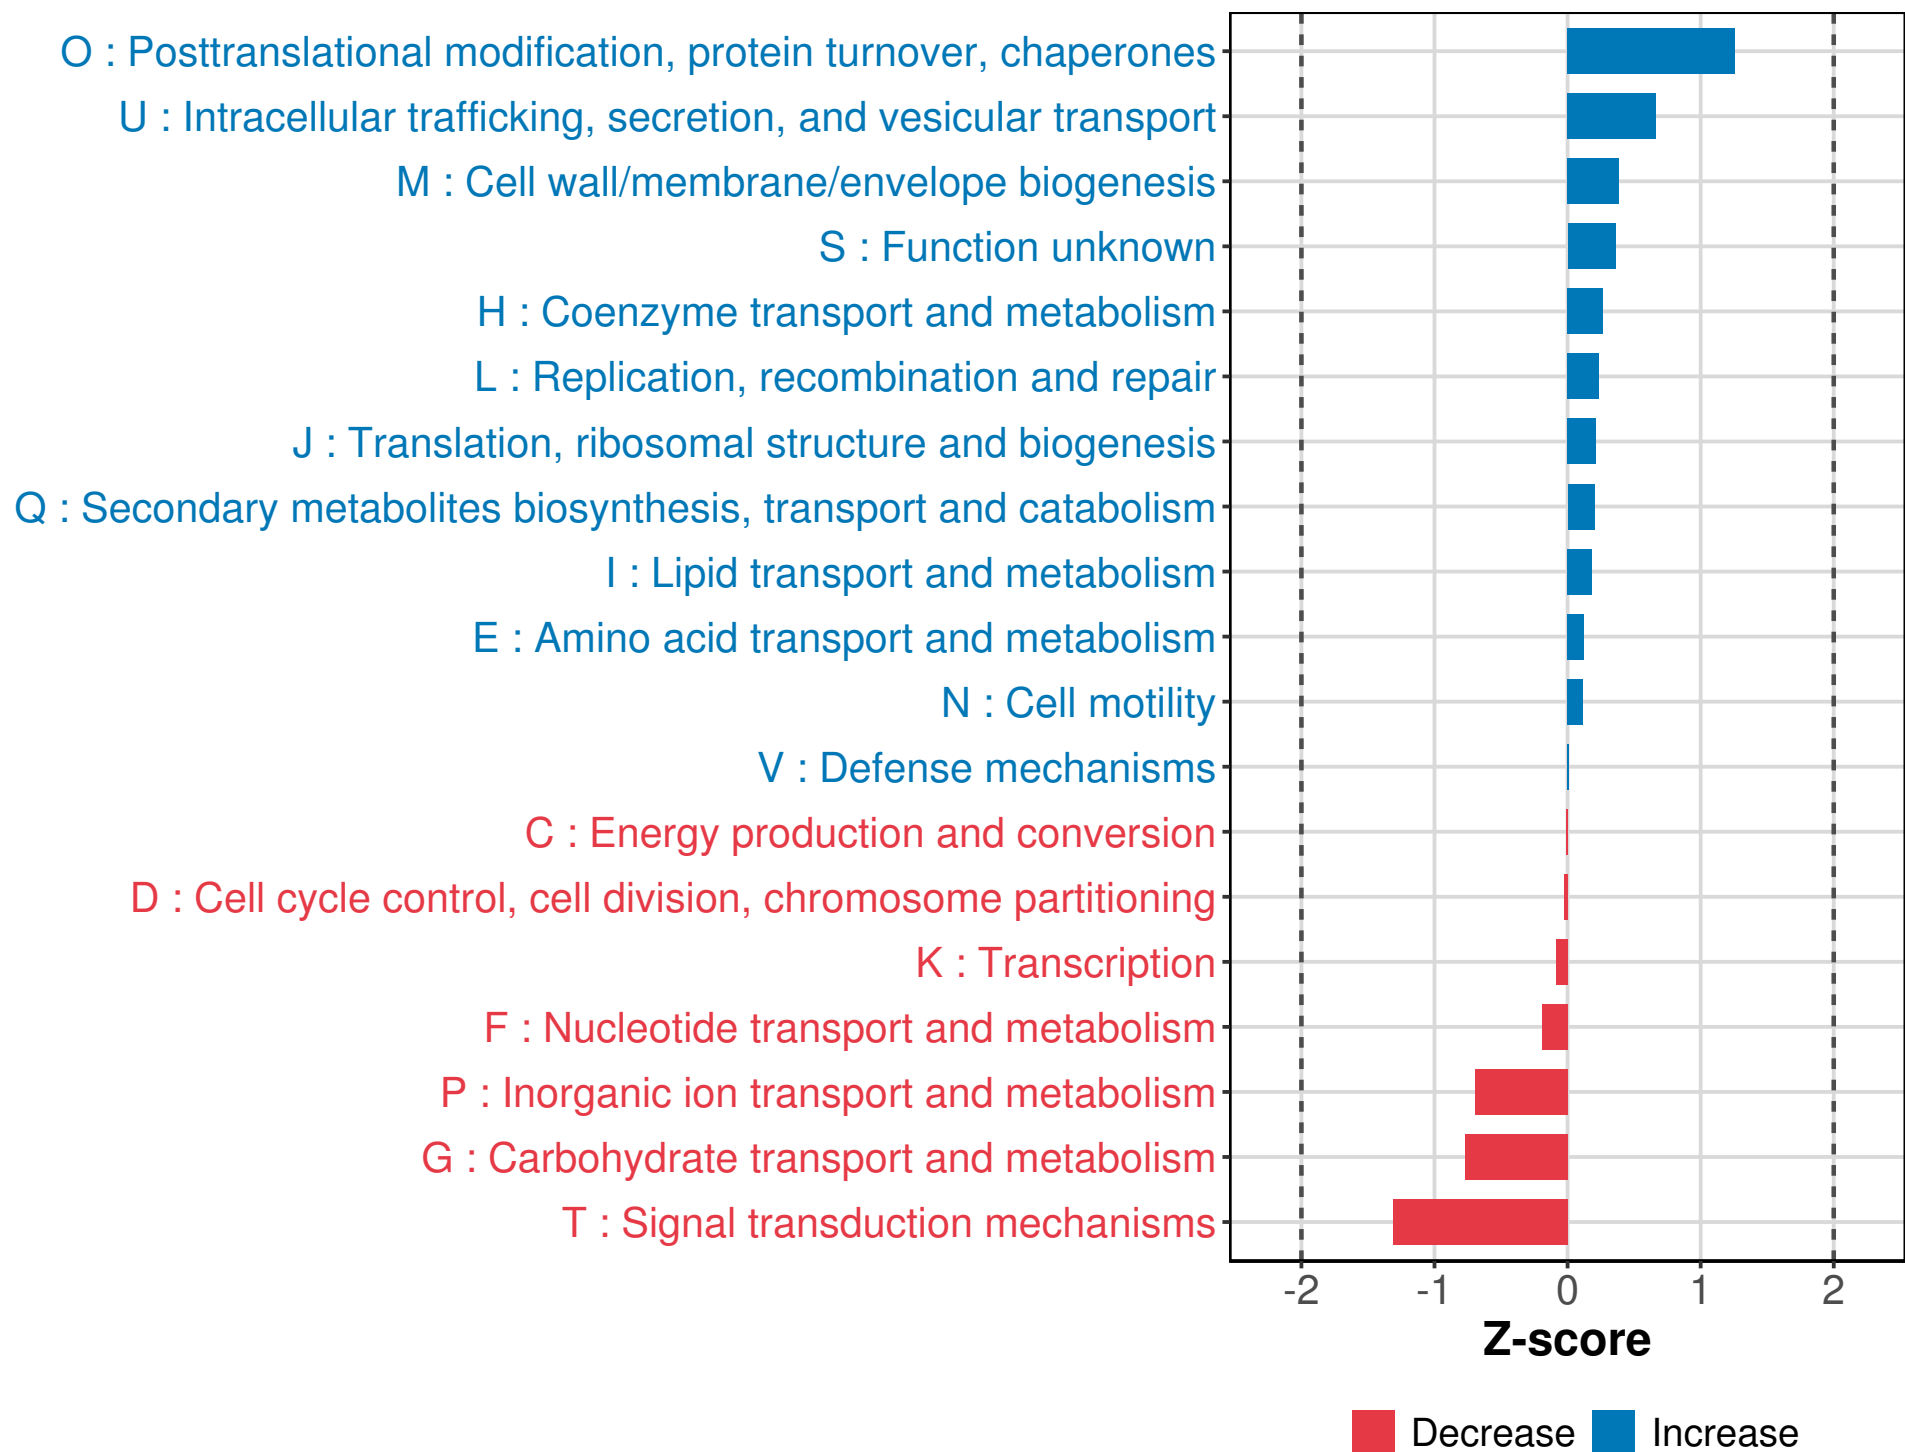 O : Posttranslational modification, protein turnover, chaperones
U : Intracellular trafficking, secretion, and vesicular transport
M : Cell wall/membrane/envelope biogenesis
S : Function unknown
H : Coenzyme transport and metabolism
L : Replication, recombination and repair
J : Translation, ribosomal structure and biogenesis
Q : Secondary metabolites biosynthesis, transport and catabolism
I : Lipid transport and metabolism
E : Amino acid transport and metabolism
N : Cell motility
V : Defense mechanisms
C : Energy production and conversion
D : Cell cycle control, cell division, chromosome partitioning
K : Transcription
F : Nucleotide transport and metabolism
P : Inorganic ion transport and metabolism
G : Carbohydrate transport and metabolism
T : Signal transduction mechanisms
-2 -1 0 1 2
Z-score
Decrease Increase